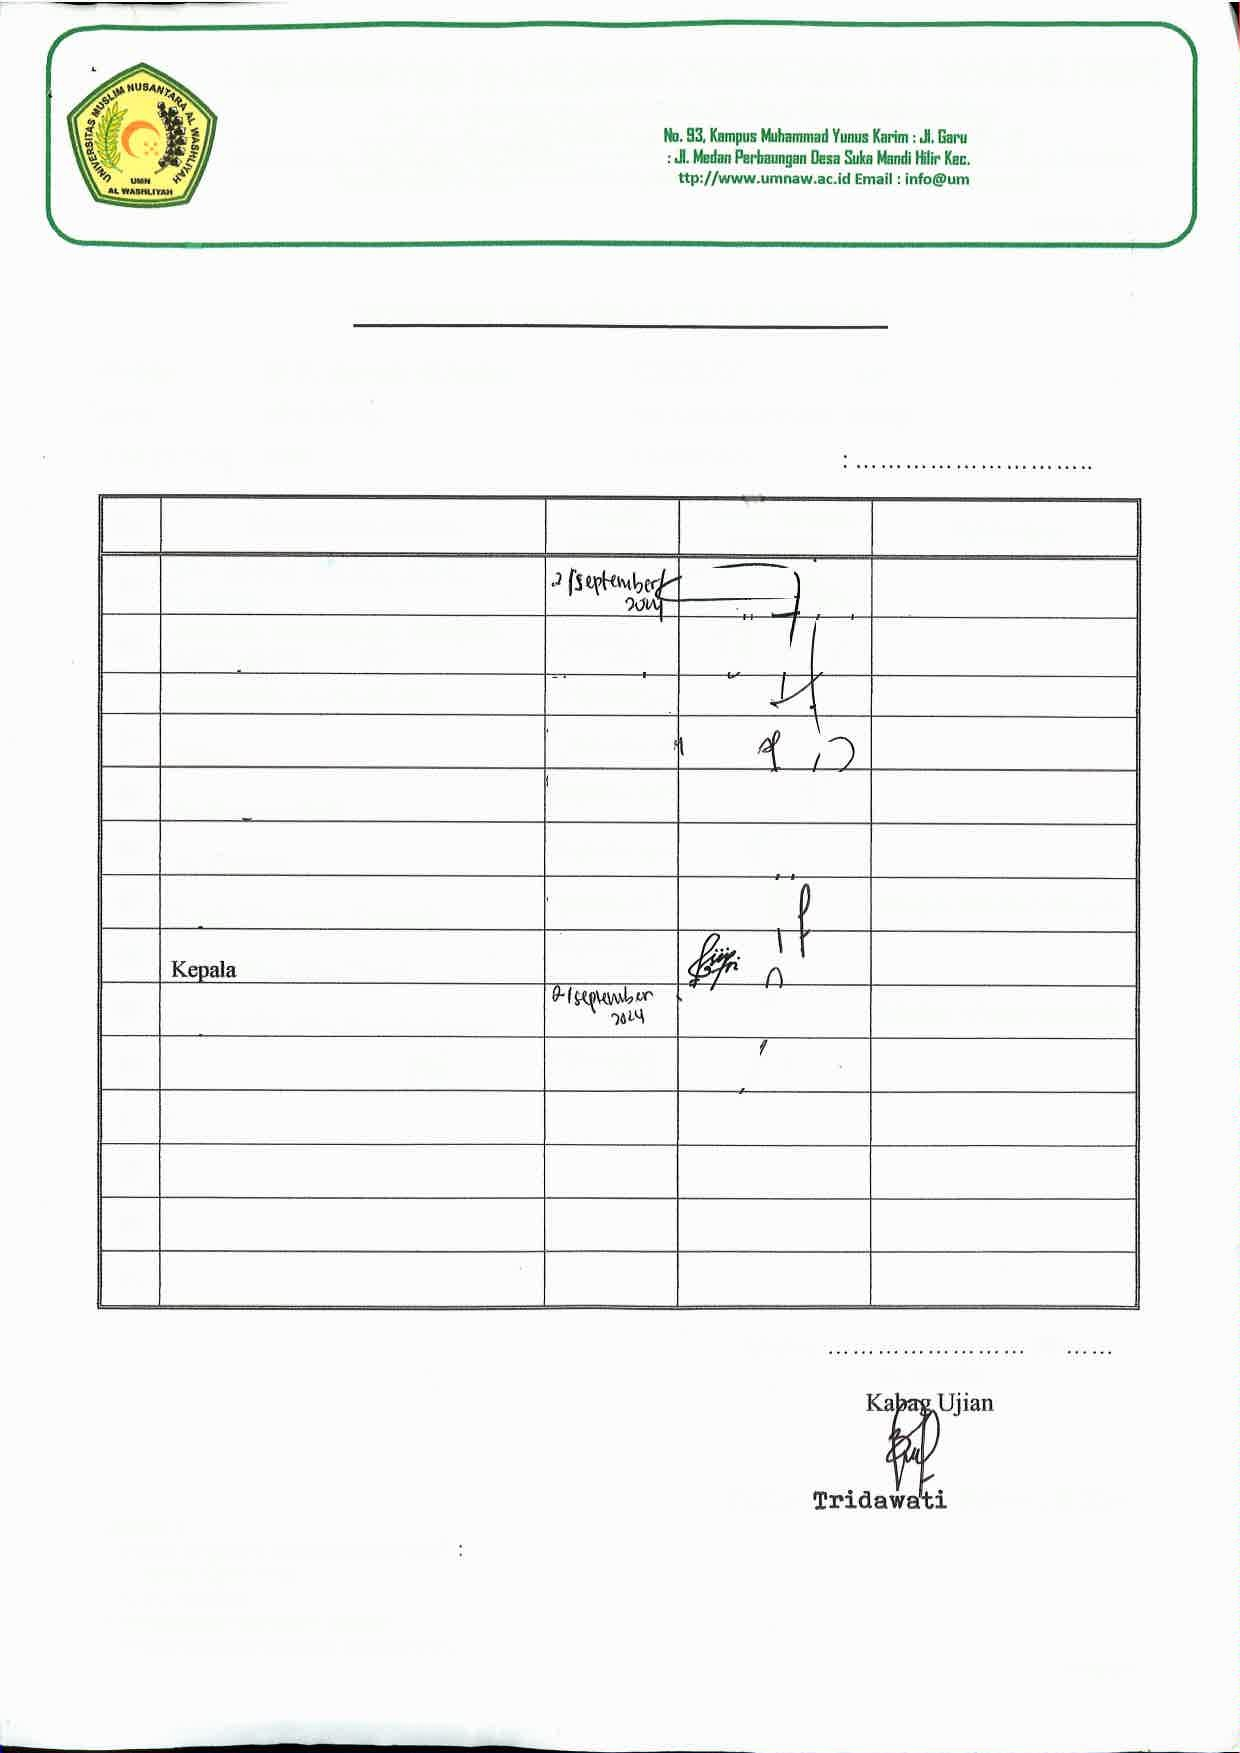 UNIVERSITAS MUSLIM NUSANTARA AL WASHLIYAH
UMN
AL WASHLIYAH
No. 93, Kampus Muhammad Yunus Karim : Jl. Garu
: Jl. Medan Perbaungan Desa Suka Mandi Hilir Kec.
ttp://www.umnaw.ac.id Email : info@um
: ..............................
2/september
2024
Kepala
2/september
2024
........................ ......
Kabag Ujian
Tridawati
: